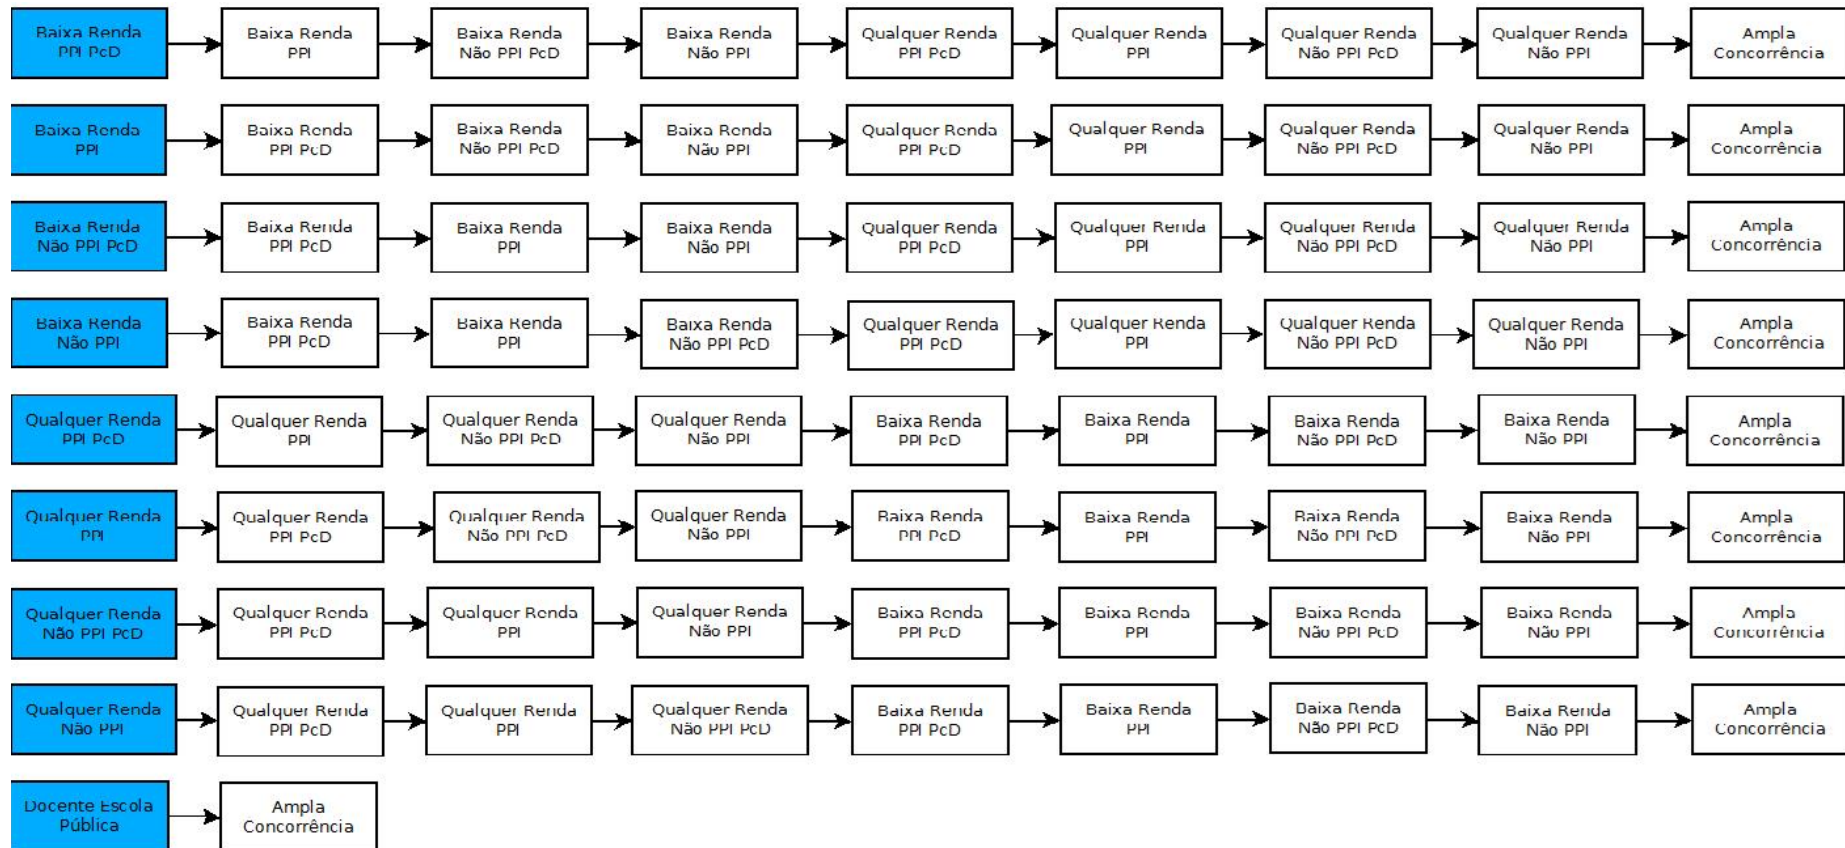 Baixa Renda
PPI PcD
Baixa Renda
PPI
Baixa Renda
Não PPI PcD
Baixa Renda
Não PPI
Qualquer Renda
PPI PcD
Qualquer Renda
PPI
Qualquer Renda
Não PPI PcD
Qualquer Renda
Não PPI
Ampla
Concorrência
Baixa Renda
PPI
Baixa Renda
PPI PcD
Baixa Renda
Não PPI PcD
Baixa Renda
Não PPI
Qualquer Renda
PPI PcD
Qualquer Renda
PPI
Qualquer Renda
Não PPI PcD
Qualquer Renda
Não PPI
Ampla
Concorrência
Baixa Renda
Não PPI PcD
Baixa Renda
PPI PcD
Baixa Renda
PPI
Baixa Renda
Não PPI
Qualquer Renda
PPI PcD
Qualquer Renda
PPI
Qualquer Renda
Não PPI PcD
Qualquer Renda
Não PPI
Ampla
Concorrência
Baixa Renda
Não PPI
Baixa Renda
PPI PcD
Baixa Renda
PPI
Baixa Renda
Não PPI PcD
Qualquer Renda
PPI PcD
Qualquer Renda
PPI
Qualquer Renda
Não PPI PcD
Qualquer Renda
Não PPI
Ampla
Concorrência
Qualquer Renda
PPI PcD
Qualquer Renda
PPI
Qualquer Renda
Não PPI PcD
Qualquer Renda
Não PPI
Baixa Renda
PPI PcD
Baixa Renda
PPI
Baixa Renda
Não PPI PcD
Baixa Renda
Não PPI
Ampla
Concorrência
Qualquer Renda
PPI
Qualquer Renda
PPI PcD
Qualquer Renda
Não PPI PcD
Qualquer Renda
Não PPI
Baixa Renda
PPI PcD
Baixa Renda
PPI
Baixa Renda
Não PPI PcD
Baixa Renda
Não PPI
Ampla
Concorrência
Qualquer Renda
Não PPI PcD
Qualquer Renda
PPI PcD
Qualquer Renda
PPI
Qualquer Renda
Não PPI
Baixa Renda
PPI PcD
Baixa Renda
PPI
Baixa Renda
Não PPI PcD
Baixa Renda
Não PPI
Ampla
Concorrência
Qualquer Renda
Não PPI
Qualquer Renda
PPI PcD
Qualquer Renda
PPI
Qualquer Renda
Não PPI PcD
Baixa Renda
PPI PcD
Baixa Renda
PPI
Baixa Renda
Não PPI PcD
Baixa Renda
Não PPI
Ampla
Concorrência
Docente Escola
Pública
Ampla
Concorrência